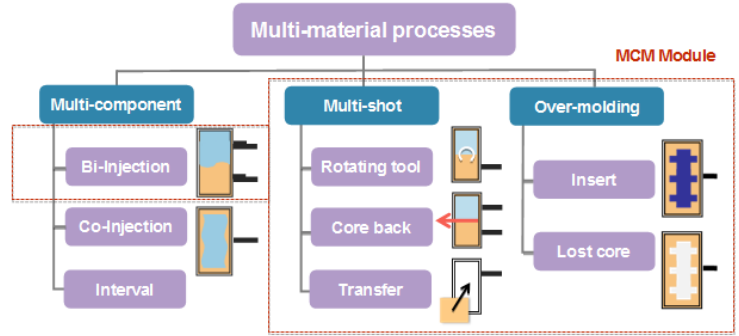 Multi-material processes
MCM Module
Multi-component
Multi-shot
Over-molding
Bi-Injection
Co-Injection
Interval
Rotating tool
Core back
Transfer
Insert
Lost core